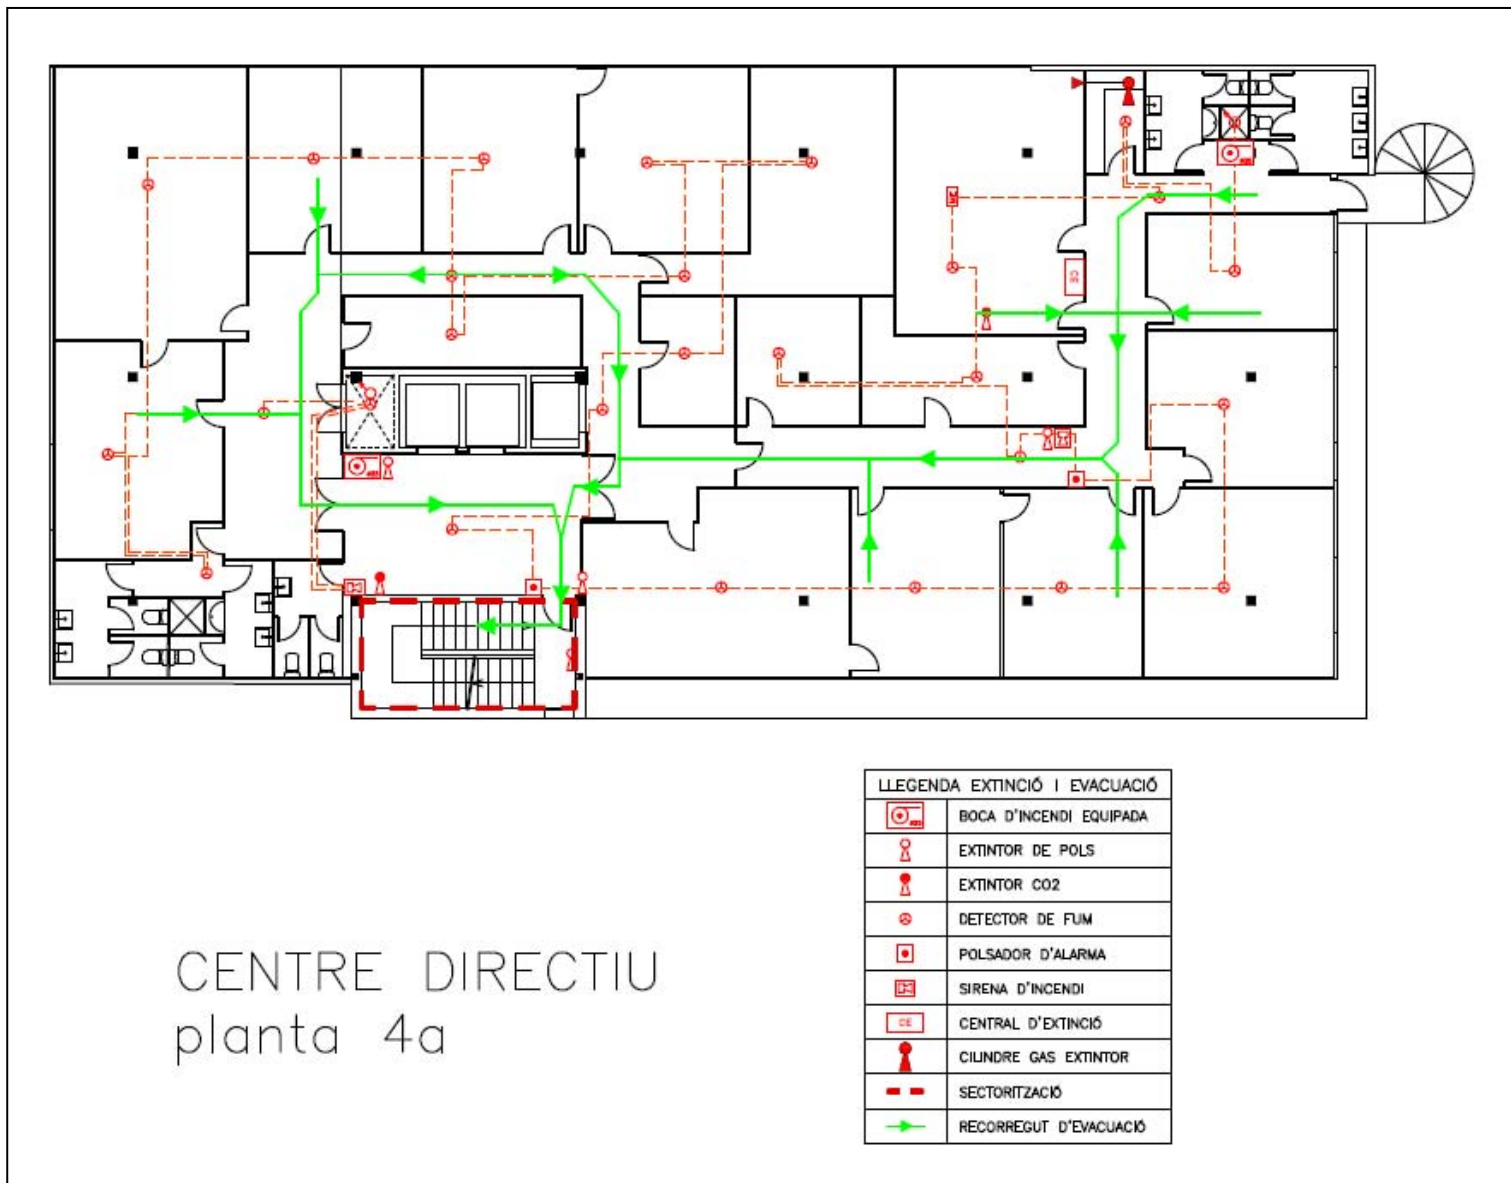 CE
LLEGENDA EXTINCIÓ I EVACUACIÓ
BOCA D'INCENDI EQUIPADA
EXTINTOR DE POLS
EXTINTOR CO2
DETECTOR DE FUM
POLSADOR D'ALARMA
SIRENA D'INCENDI
CE CENTRAL D'EXTINCIÓ
CILINDRE GAS EXTINTOR
SECTORITZACIÓ
RECORREGUT D'EVACUACIÓ
CENTRE DIRECTIU
planta 4a